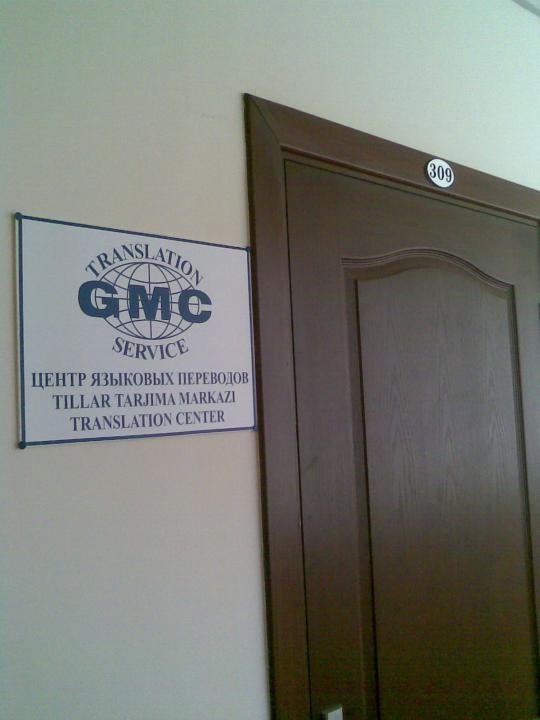 TRANSLATION
GMC
SERVICE
ЦЕНТР ЯЗЫКОВЫХ ПЕРЕВОДОВ
TILLAR TARJIMA MARKAZI
TRANSLATION CENTER
309